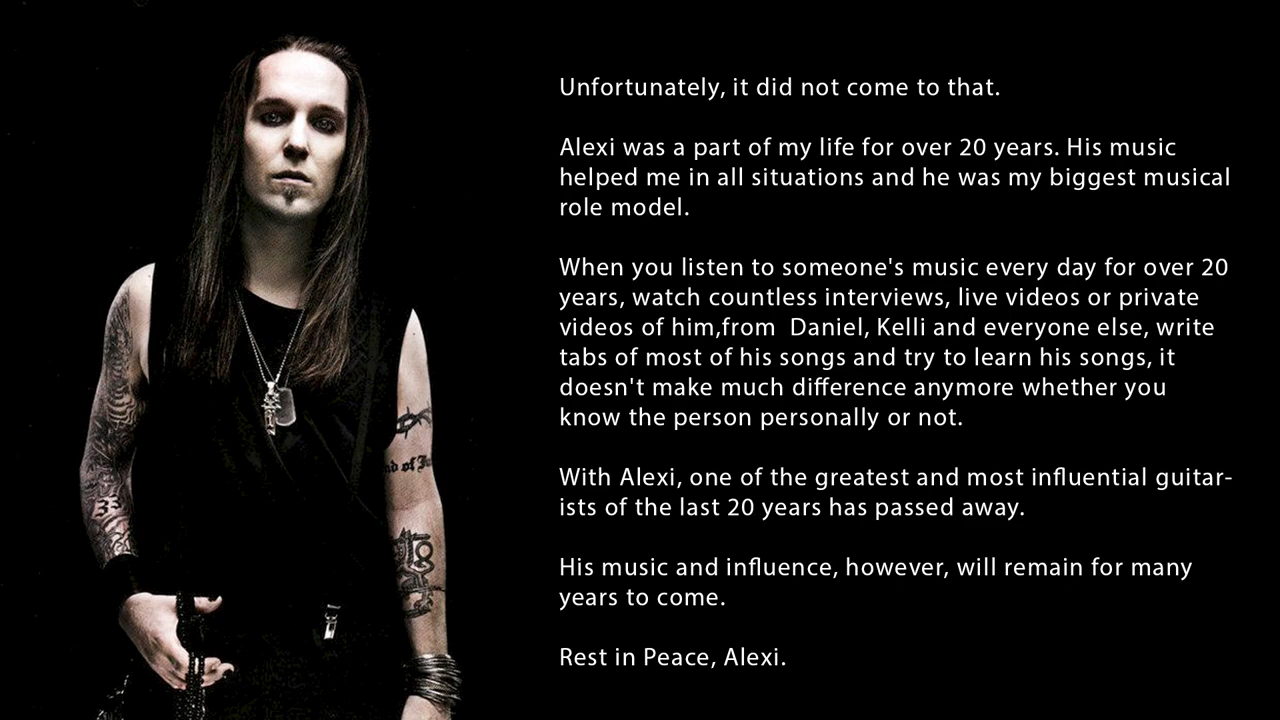 Unfortunately, it did not come to that.
Alexi was a part of my life for over 20 years. His music
helped me in all situations and he was my biggest musical
role model.
When you listen to someone's music every day for over 20
years, watch countless interviews, live videos or private
videos of him,from  Daniel, Kelli and everyone else, write
tabs of most of his songs and try to learn his songs, it
doesn't make much difference anymore whether you
know the person personally or not.
With Alexi, one of the greatest and most influential guitar-
ists of the last 20 years has passed away.
His music and influence, however, will remain for many
years to come.
Rest in Peace, Alexi.